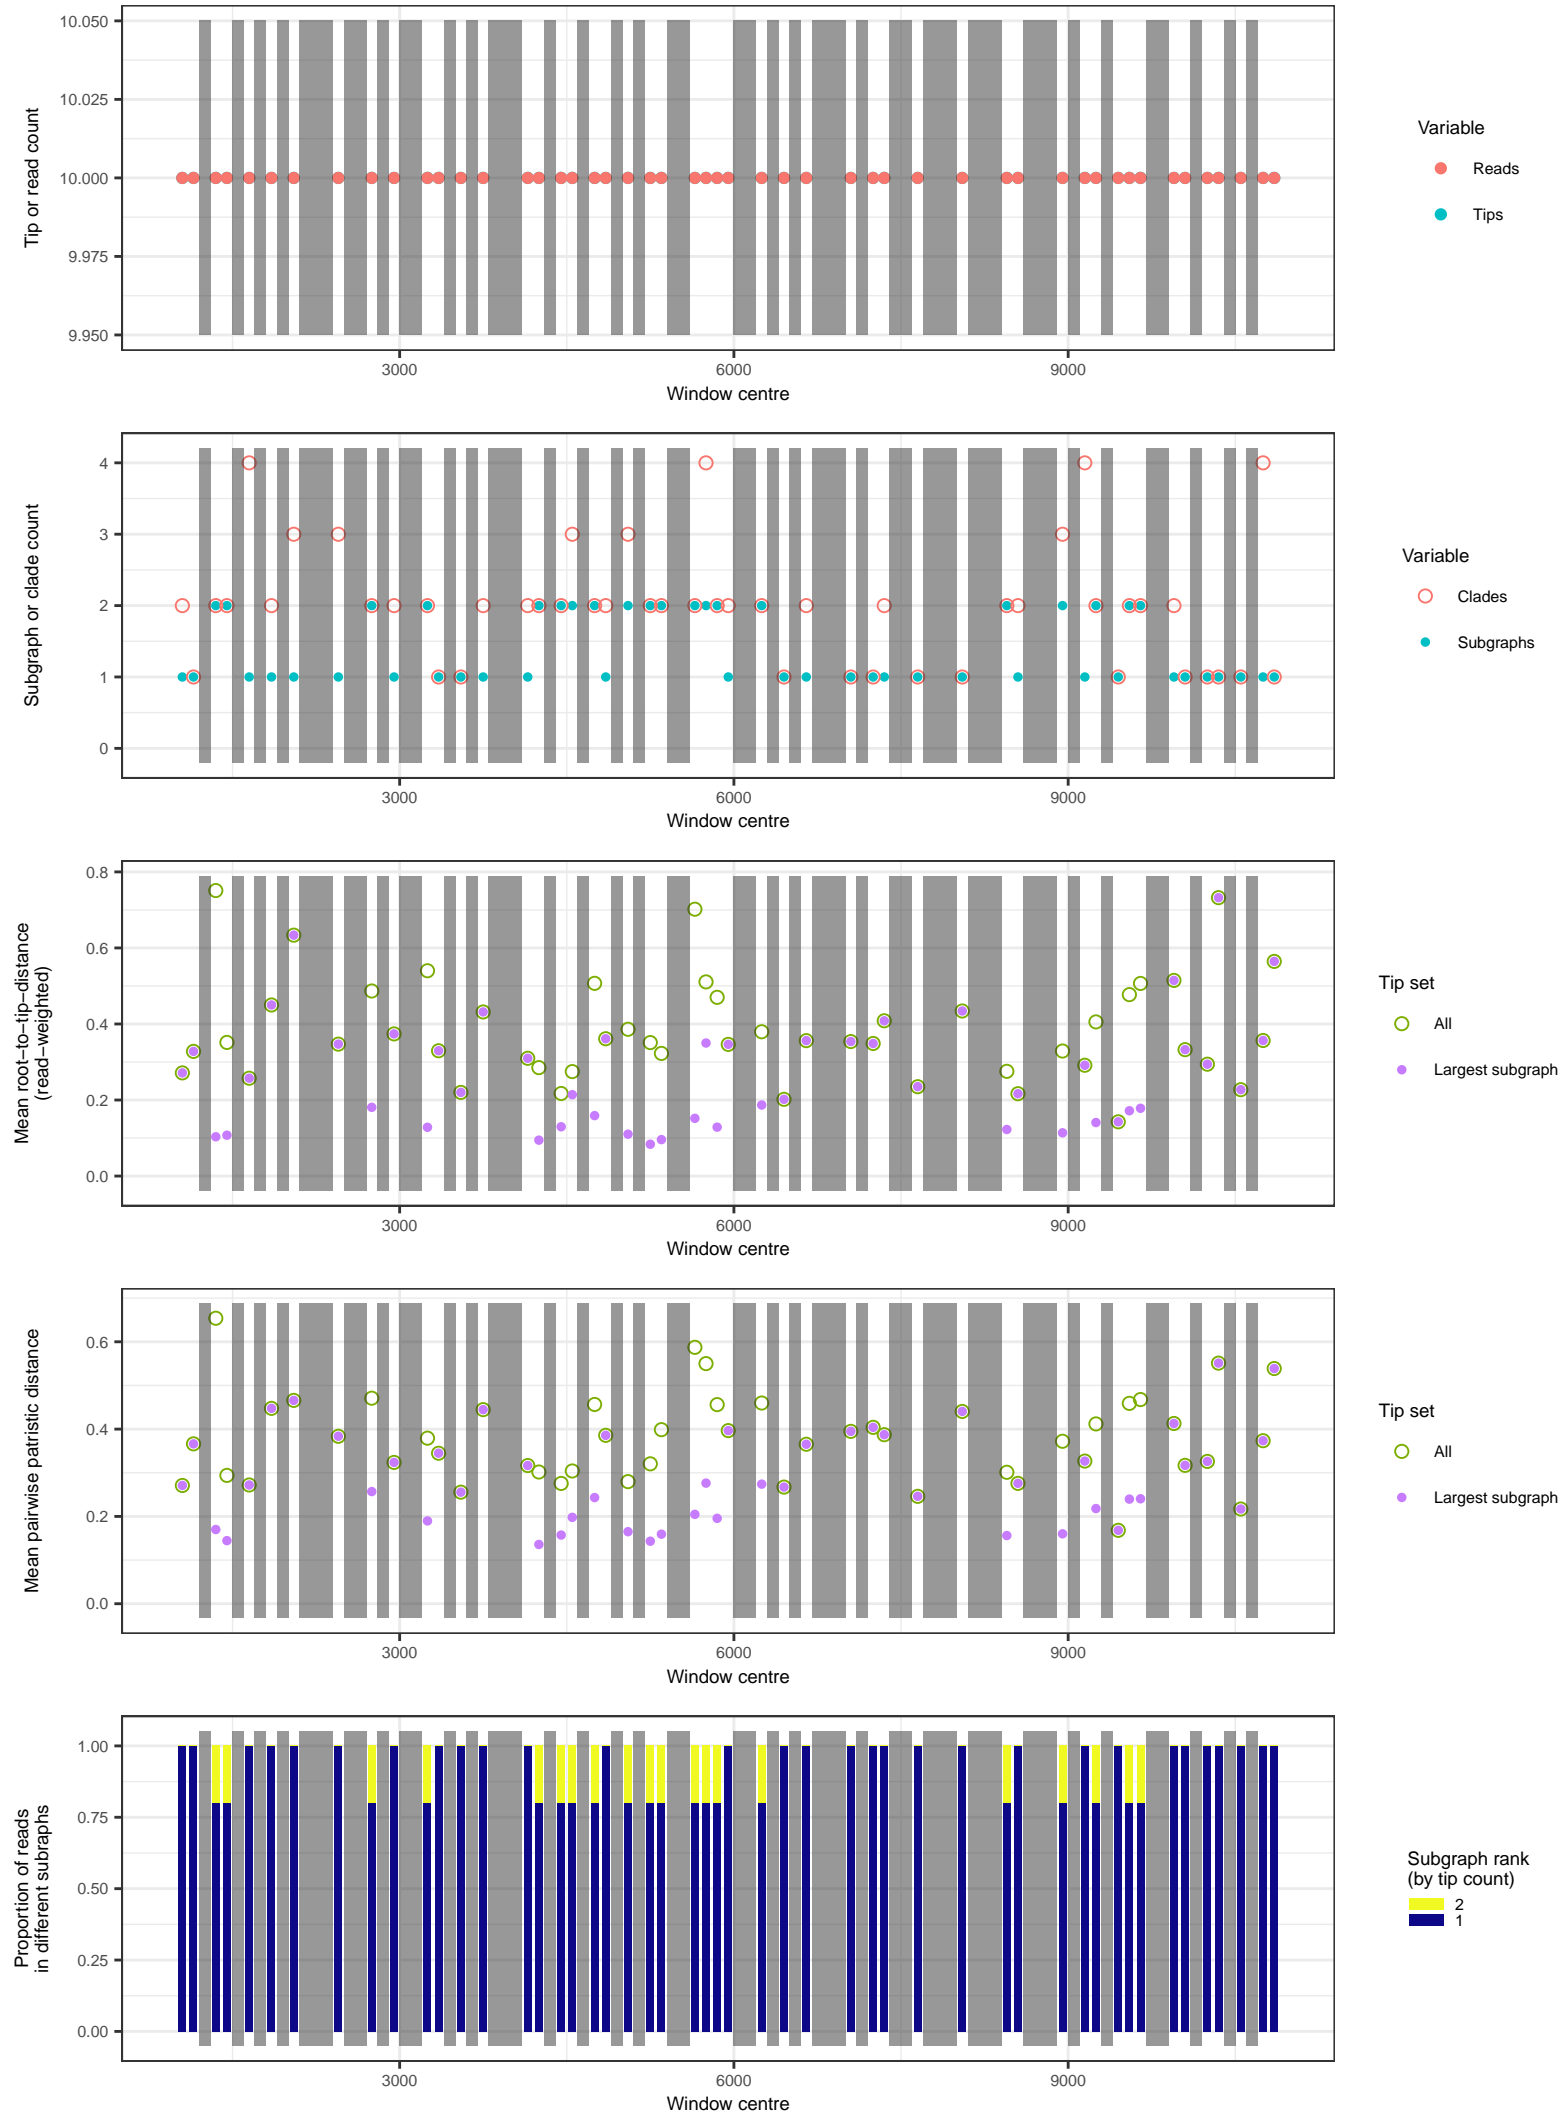 10.050
10.025
10.000
9.975
9.950
Tip or read count
3000
6000
9000
Window centre
Variable
Reads
Tips
4
3
2
1
0
Subgraph or clade count
3000
6000
9000
Window centre
Variable
Clades
Subgraphs
0.8
0.6
0.4
0.2
0.0
Mean root−to−tip−distance
(read−weighted)
3000
6000
9000
Window centre
Tip set
All
Largest subgraph
0.6
0.4
0.2
0.0
Mean pairwise patristic distance
3000
6000
9000
Window centre
Tip set
All
Largest subgraph
1.00
0.75
0.50
0.25
0.00
Proportion of reads
in different subraphs
3000
6000
9000
Window centre
Subgraph rank
(by tip count)
2
1